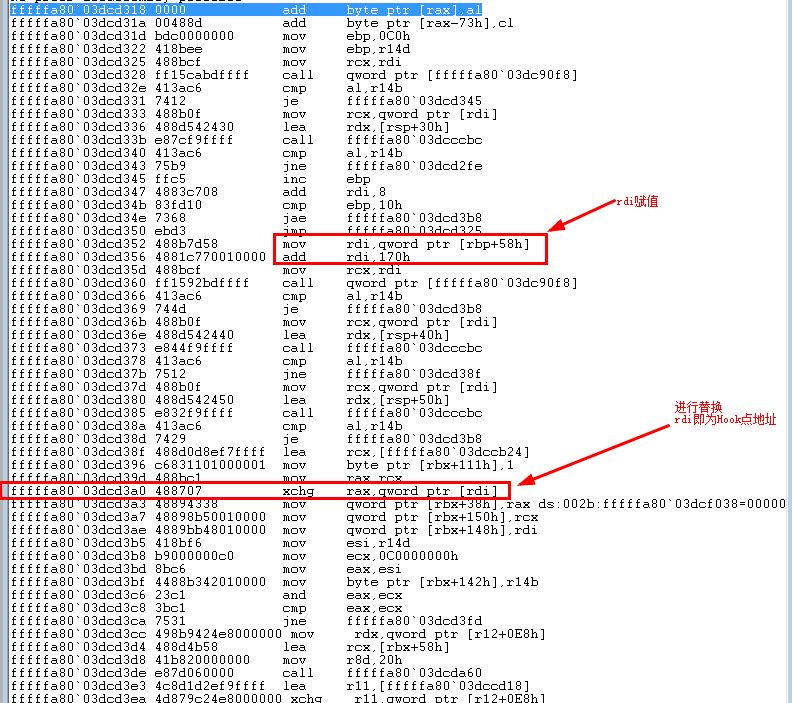 fffffa80`03dcd318 0000 add byte ptr [rax],al
fffffa80`03dcd31a 00488d add byte ptr [rax-73h],cl
fffffa80`03dcd31d bdc0000000 mov ebp,0C0h
fffffa80`03dcd322 418bee mov ebp,r14d
fffffa80`03dcd325 488bcf mov rcx,rdi
fffffa80`03dcd328 ff15cabdffff call qword ptr [fffffa80`03dc90f8]
fffffa80`03dcd32e 413ac6 cmp al,r14b
fffffa80`03dcd331 7412 je fffffa80`03dcd345
fffffa80`03dcd333 488b0f mov rcx,qword ptr [rdi]
fffffa80`03dcd336 488d542430 lea rdx,[rsp+30h]
fffffa80`03dcd33b e87cf9ffff call fffffa80`03dcccbc
fffffa80`03dcd340 413ac6 cmp al,r14b
fffffa80`03dcd343 75b9 jne fffffa80`03dcd2fe
fffffa80`03dcd345 ffc5 inc ebp
fffffa80`03dcd347 4883c708 add rdi,8
fffffa80`03dcd34b 83fd10 cmp ebp,10h
fffffa80`03dcd34e 7368 jae fffffa80`03dcd3b8
fffffa80`03dcd350 ebd3 jmp fffffa80`03dcd325
rdi赋值
fffffa80`03dcd352 488b7d58 mov rdi,qword ptr [rbp+58h]
fffffa80`03dcd356 4881c770010000 add rdi,170h
fffffa80`03dcd35d 488bcf mov rcx,rdi
fffffa80`03dcd360 ff1592bdffff call qword ptr [fffffa80`03dc90f8]
fffffa80`03dcd366 413ac6 cmp al,r14b
fffffa80`03dcd369 744d je fffffa80`03dcd3b8
fffffa80`03dcd36b 488b0f mov rcx,qword ptr [rdi]
fffffa80`03dcd36e 488d542440 lea rdx,[rsp+40h]
fffffa80`03dcd373 e844f9ffff call fffffa80`03dcccbc
fffffa80`03dcd378 413ac6 cmp al,r14b
fffffa80`03dcd37b 7512 jne fffffa80`03dcd38f
fffffa80`03dcd37d 488b0f mov rcx,qword ptr [rdi]
fffffa80`03dcd380 488d542450 lea rdx,[rsp+50h]
fffffa80`03dcd385 e832f9ffff call fffffa80`03dcccbc
fffffa80`03dcd38a 413ac6 cmp al,r14b
fffffa80`03dcd38d 7429 je fffffa80`03dcd3b8
进行替换
rdi即为Hook点地址
fffffa80`03dcd38f 488d0d8ef7ffff lea rcx,[fffffa80`03dccb24]
fffffa80`03dcd396 c6831101000001 mov byte ptr [rbx+111h],1
fffffa80`03dcd39d 488bc1 mov rax,rcx
fffffa80`03dcd3a0 488707 xchg rax,qword ptr [rdi]
fffffa80`03dcd3a3 48894338 mov qword ptr [rbx+38h],rax ds:002b:fffffa80`03dcf038=00000
fffffa80`03dcd3a7 48898b50010000 mov qword ptr [rbx+150h],rcx
fffffa80`03dcd3ae 4889bb48010000 mov qword ptr [rbx+148h],rdi
fffffa80`03dcd3b5 418bf6 mov esi,r14d
fffffa80`03dcd3b8 b9000000c0 mov ecx,0C0000000h
fffffa80`03dcd3bd 8bc6 mov eax,esi
fffffa80`03dcd3bf 4488b342010000 mov byte ptr [rbx+142h],r14b
fffffa80`03dcd3c6 23c1 and eax,ecx
fffffa80`03dcd3c8 3bc1 cmp eax,ecx
fffffa80`03dcd3ca 7531 jne fffffa80`03dcd3fd
fffffa80`03dcd3cc 498b9424e8000000 mov rdx,qword ptr [r12+0E8h]
fffffa80`03dcd3d4 488d4b58 lea rcx,[rbx+58h]
fffffa80`03dcd3d8 41b820000000 mov r8d,20h
fffffa80`03dcd3de e87d060000 call fffffa80`03dcda60
fffffa80`03dcd3e3 4c8d1d2ef9ffff lea r11,[fffffa80`03dccd18]
fffffa80`03dcd3ea 4d879c24e8000000 xchg r11,qword ptr [r12+0E8h]